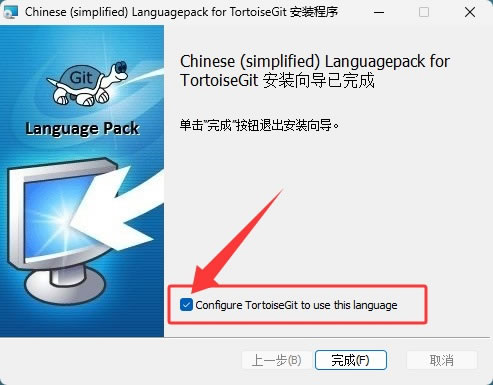 Chinese (simplified) Languagepack for TortoiseGit 安装程序
Git
Language Pack
Chinese (simplified) Languagepack for
TortoiseGit 安装向导已完成
单击"完成"按钮退出安装向导。
Configure TortoiseGit to use this language
上一步(B)
完成(F)
取消